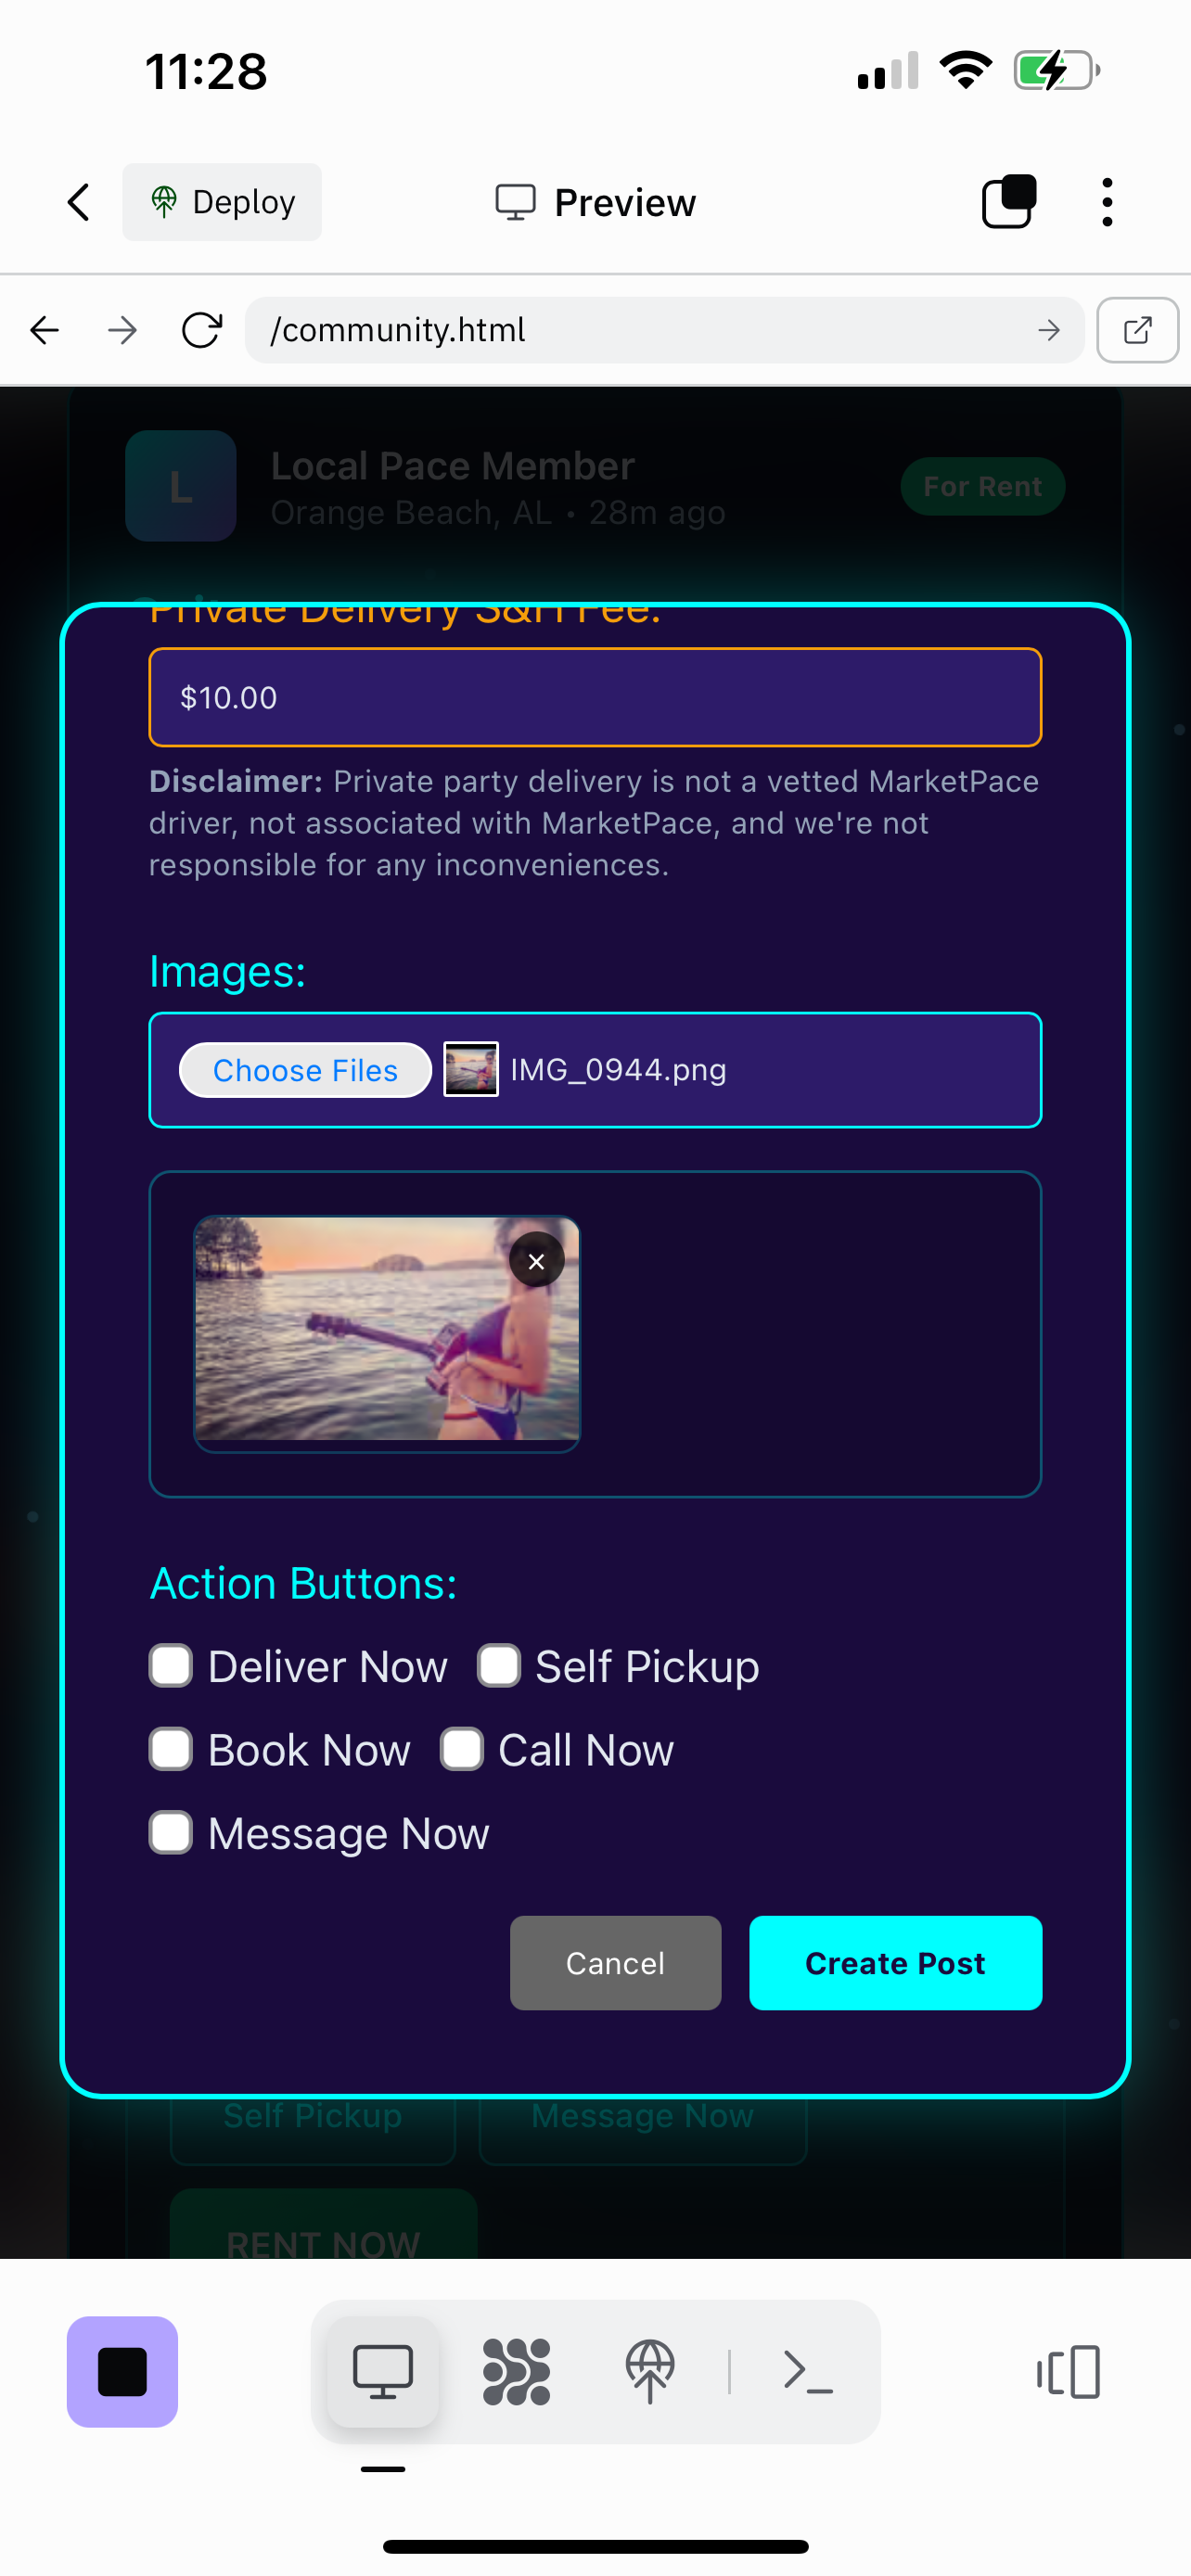 11:28
Deploy
Preview
/community.html
L
Local Pace Member
Orange Beach, AL • 28m ago
For Rent
Private Delivery S&H Fee:
$10.00
Disclaimer: Private party delivery is not a vetted MarketPace
driver, not associated with MarketPace, and we're not
responsible for any inconveniences.
Images:
Choose Files IMG_0944.png
×
Action Buttons:
Deliver Now Self Pickup
Book Now Call Now
Message Now
Cancel Create Post
Self Pickup Message Now
RENT NOW